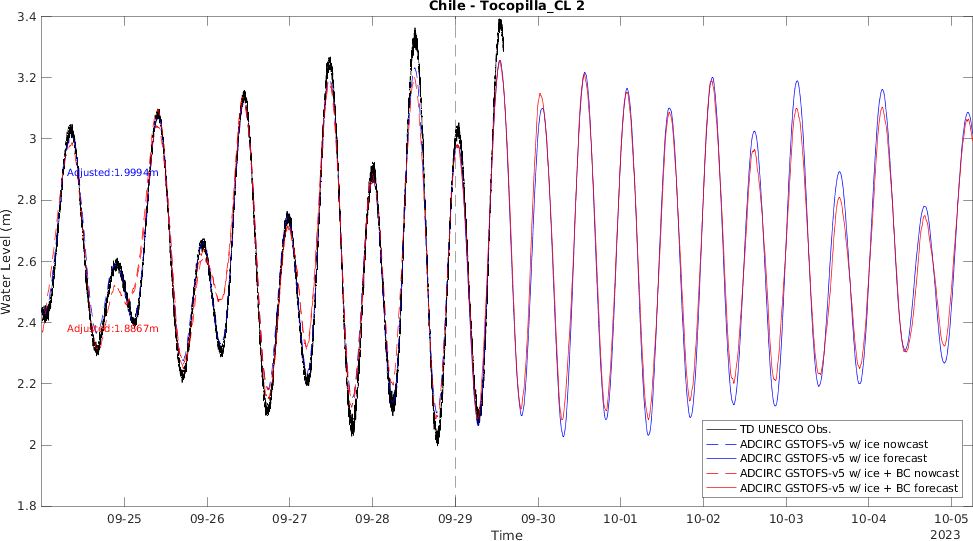 Chile - Tocopilla_CL 2
3.4
3.2
3
2.8
2.6
2.4
2.2
2
1.8
Water Level (m)
Adjusted:1.9994m
Adjusted:1.8867m
TD UNESCO Obs.
ADCIRC GSTOFS-v5 w/ ice nowcast
ADCIRC GSTOFS-v5 w/ ice forecast
ADCIRC GSTOFS-v5 w/ ice + BC nowcast
ADCIRC GSTOFS-v5 w/ ice + BC forecast
09-25 09-26 09-27 09-28 09-29 09-30 10-01 10-02 10-03 10-04 10-05
2023
Time